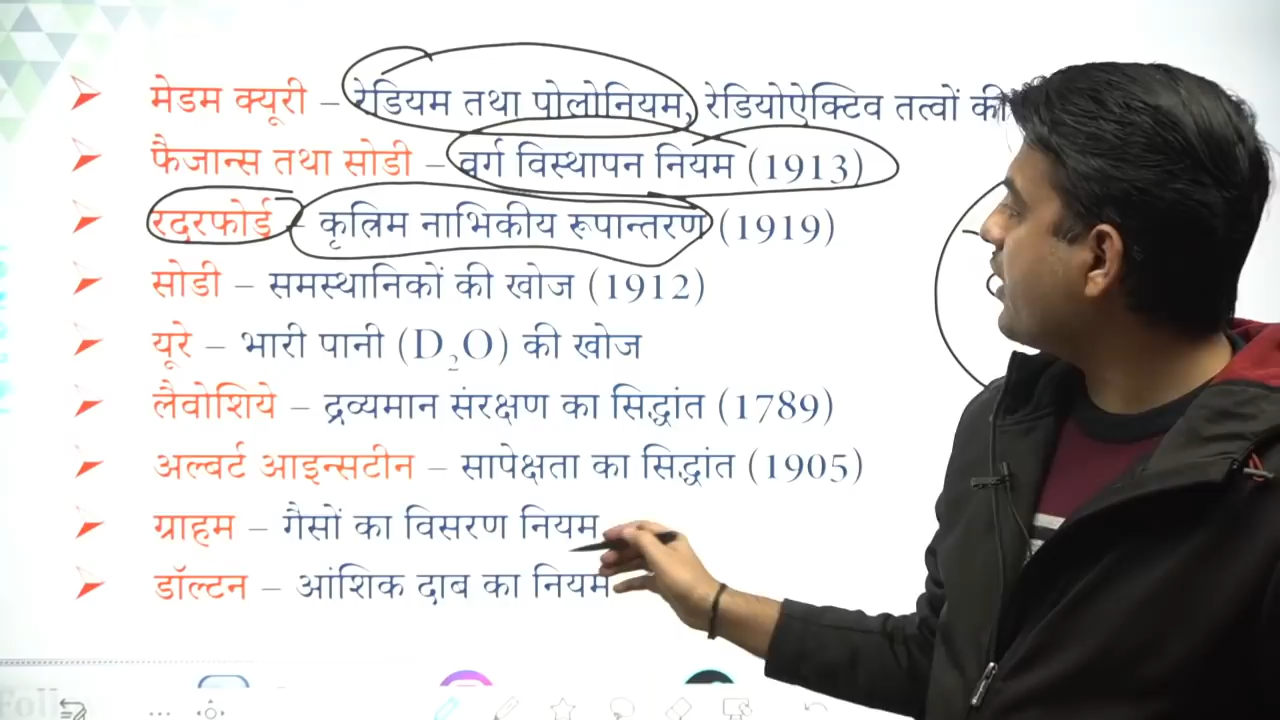 मेडम क्यूरी – रेडियम तथा पोलोनियम, रेडियोऐक्टिव तत्वों की
फैजान्स तथा सोडी – वर्ग विस्थापन नियम (1913)
रदरफोर्ड – कृत्रिम नाभिकीय रूपान्तरण (1919)
सोडी – समस्थानिकों की खोज (1912)
यूरे – भारी पानी (D₂O) की खोज
लैवोशिये – द्रव्यमान संरक्षण का सिद्धांत (1789)
अल्बर्ट आइन्सटीन – सापेक्षता का सिद्धांत (1905)
ग्राहम – गैसों का विसरण नियम
डॉल्टन – आंशिक दाब का नियम
Follo